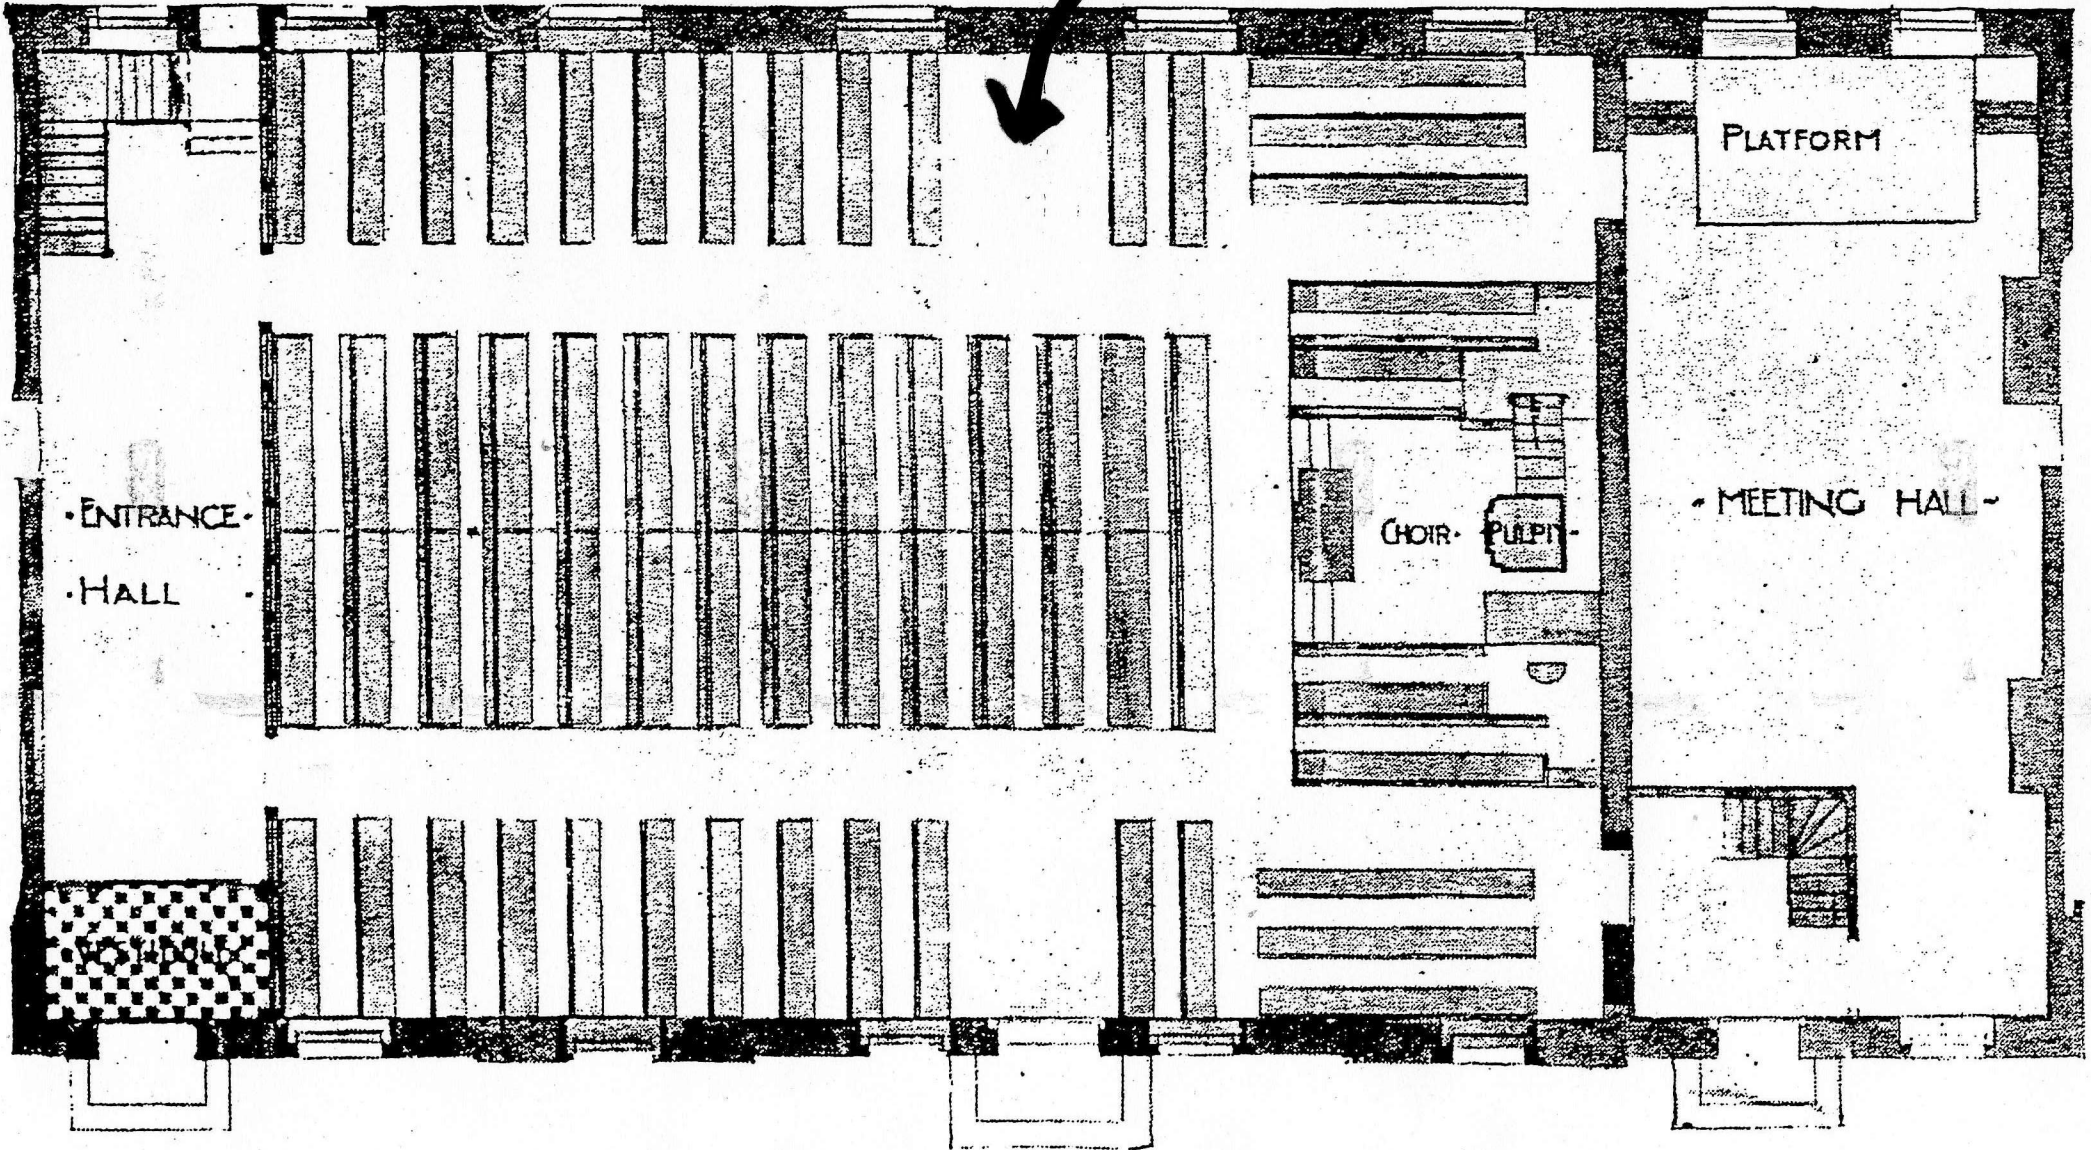 PLATFORM
·ENTRANCE·
·HALL ·
CHOIR· ·PULPIT·
- MEETING HALL -